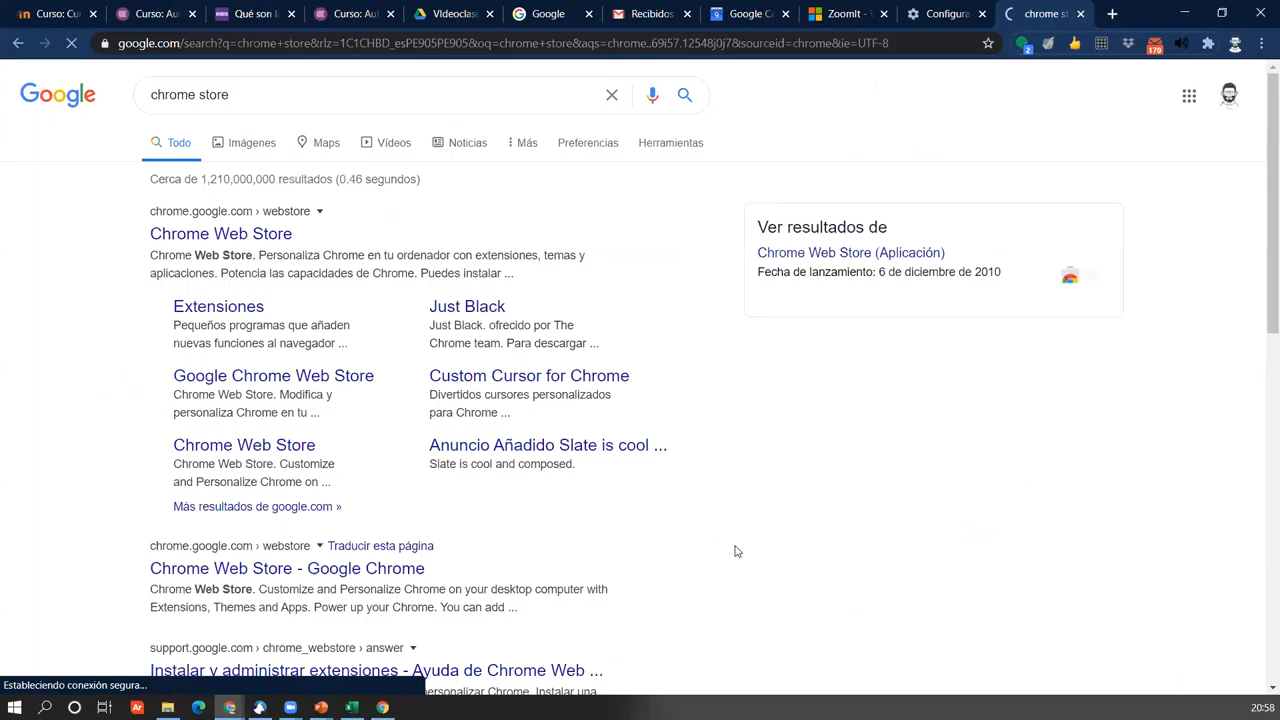 Curso: Cur
Curso: Au
Qué son l
Curso: Au
Videoclas
Google
Recibidos
Google Ca
ZoomIt - V
Configura
chrome st
google.com/search?q=chrome+store&rlz=1C1CHBD_esPE905PE905&oq=chrome+store&aqs=chrome..69i57.12548j0j7&sourceid=chrome&ie=UTF-8
2
170
Google
chrome store
Todo
Imágenes
Maps
Vídeos
Noticias
Más
Preferencias
Herramientas
Cerca de 1,210,000,000 resultados (0.46 segundos)
chrome.google.com › webstore
Chrome Web Store
Chrome Web Store. Personaliza Chrome en tu ordenador con extensiones, temas y
aplicaciones. Potencia las capacidades de Chrome. Puedes instalar ...
Extensiones
Pequeños programas que añaden
nuevas funciones al navegador ...
Just Black
Just Black. ofrecido por The
Chrome team. Para descargar ...
Google Chrome Web Store
Chrome Web Store. Modifica y
personaliza Chrome en tu ...
Custom Cursor for Chrome
Divertidos cursores personalizados
para Chrome ...
Chrome Web Store
Chrome Web Store. Customize
and Personalize Chrome on ...
Anuncio Añadido Slate is cool ...
Slate is cool and composed.
Más resultados de google.com »
chrome.google.com › webstore
Traducir esta página
Chrome Web Store - Google Chrome
Chrome Web Store. Customize and Personalize Chrome on your desktop computer with
Extensions, Themes and Apps. Power up your Chrome. You can add ...
support.google.com › chrome_webstore › answer
Instalar y administrar extensiones - Ayuda de Chrome Web ...
personalizar Chrome. Instalar una
Ver resultados de
Chrome Web Store (Aplicación)
Fecha de lanzamiento: 6 de diciembre de 2010
Estableciendo conexión segura...
Ar
20:58